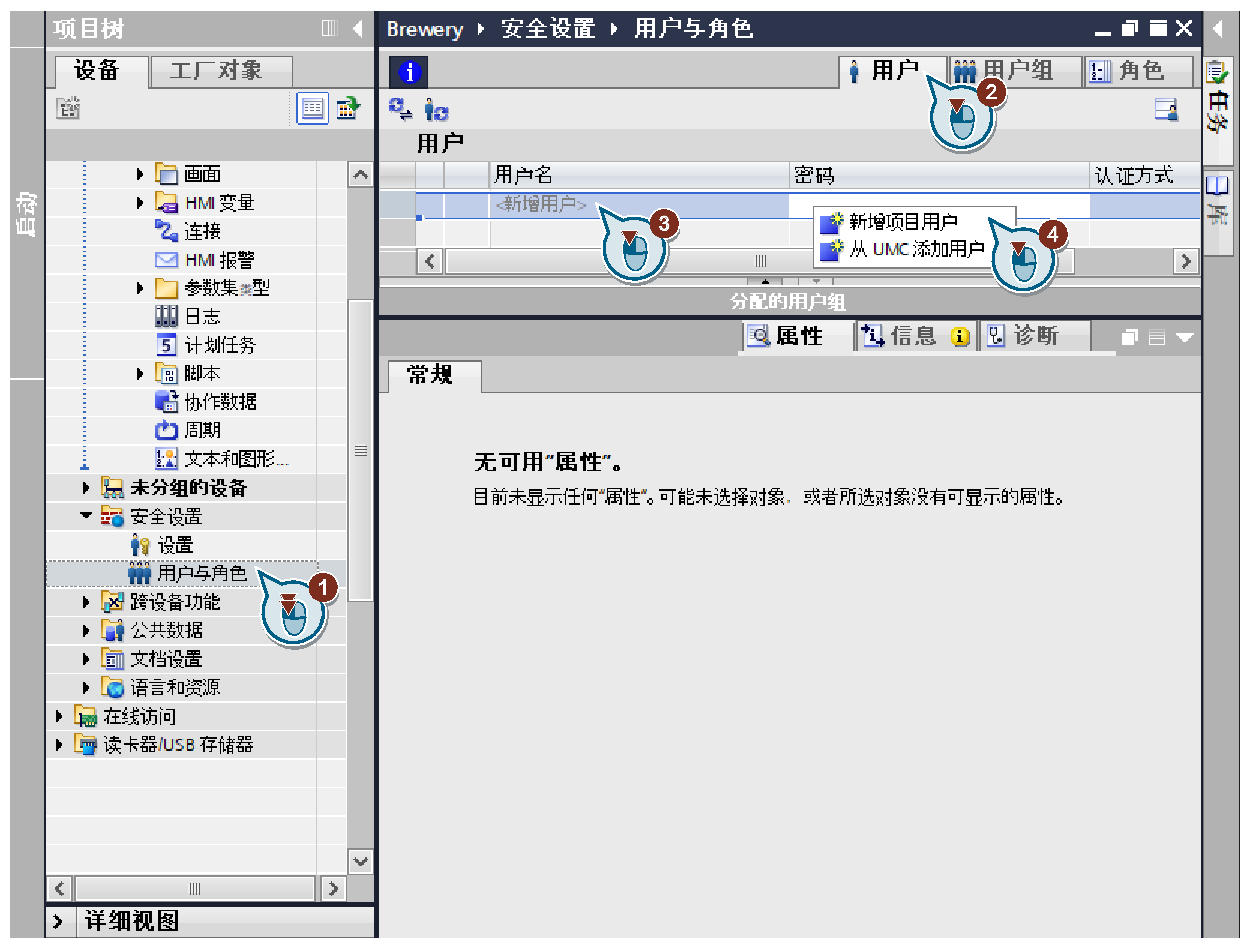 项目树
设备
工厂对象
启动
画面
HMI 变量
连接
HMI 报警
参数集类型
日志
5 计划任务
脚本
协作数据
周期
文本和图形...
未分组的设备
安全设置
设置
用户与角色
1
跨设备功能
公共数据
文档设置
语言和资源
在线访问
读卡器/USB 存储器
详细视图
Brewery 安全设置 用户与角色
用户
用户组
角色
2
用户
用户名 密码 认证方式
<新增用户>
3
新增项目用户
从 UMC 添加用户
4
分配的用户组
属性
信息
诊断
常规
无可用"属性"。
目前未显示任何"属性"。可能未选择对象，或者所选对象没有可显示的属性。
任务
库